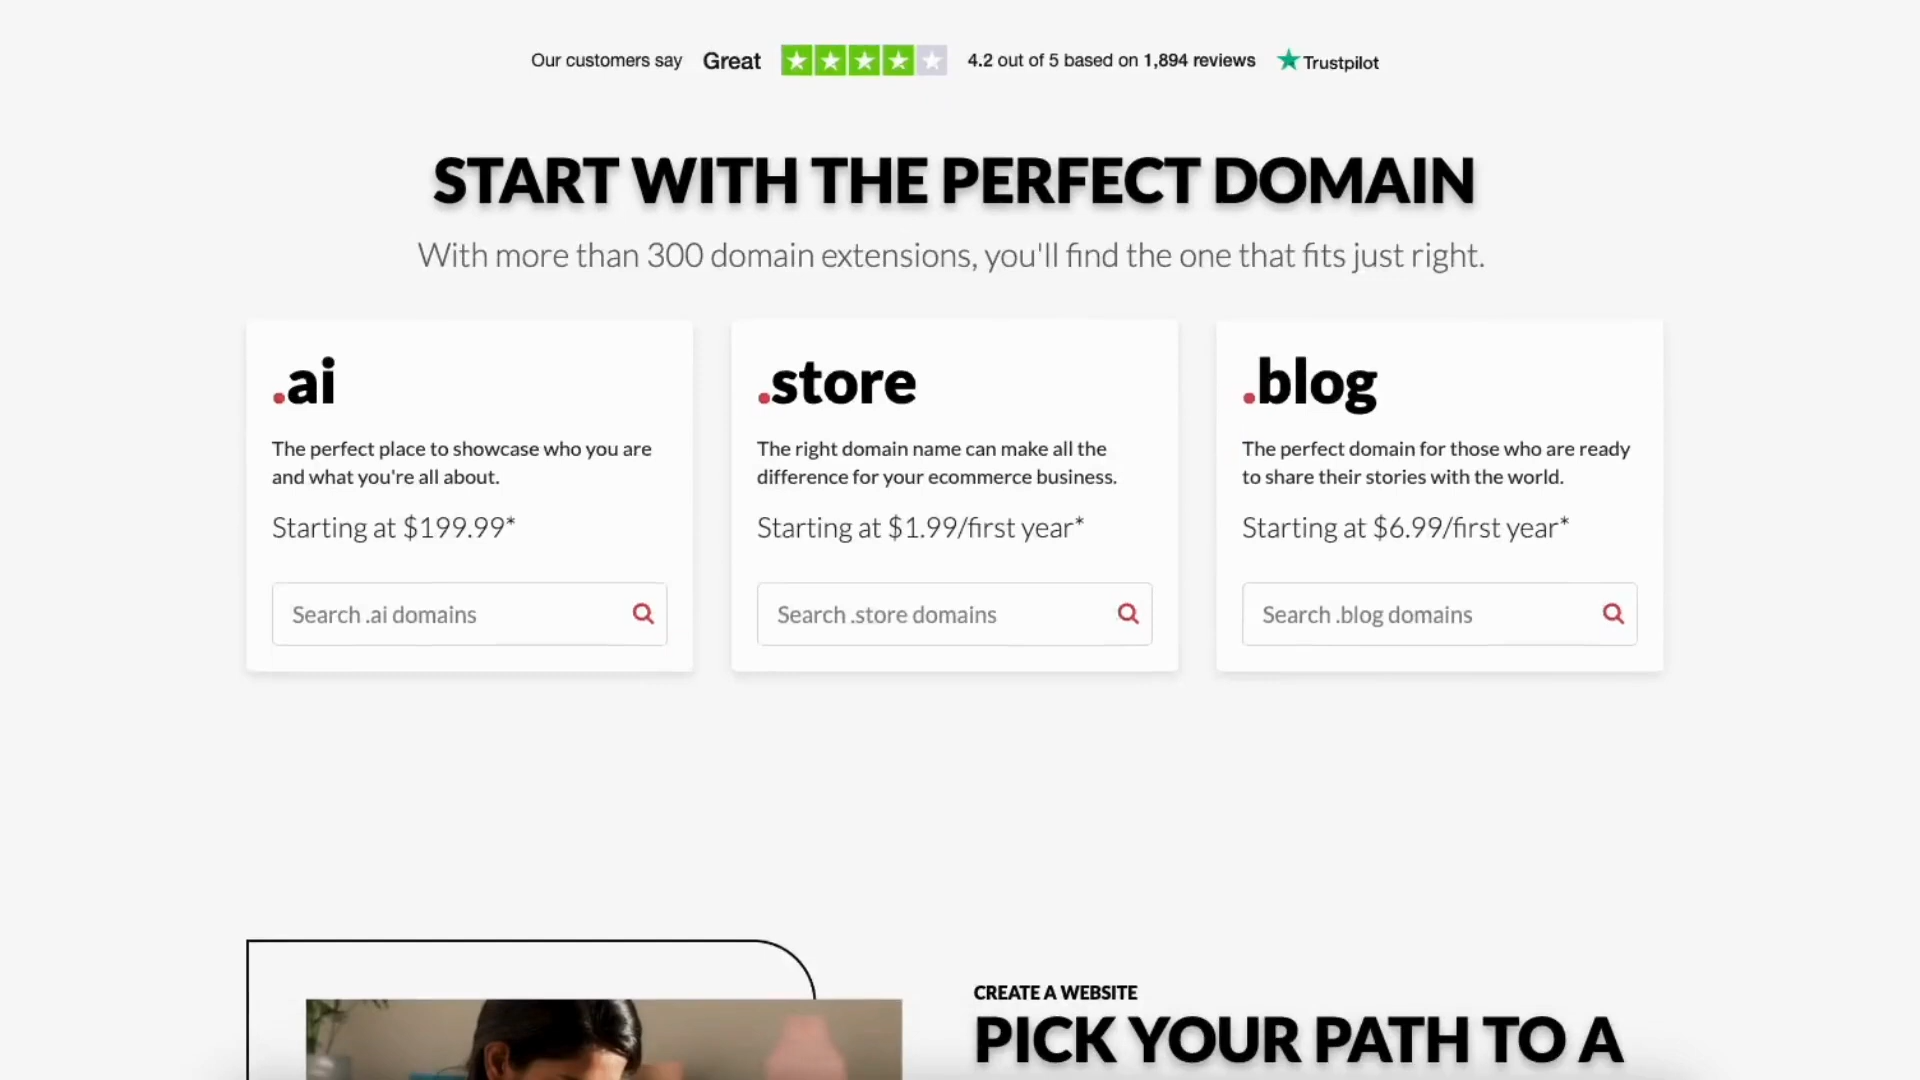 Our customers say Great 4.2 out of 5 based on 1,894 reviews Trustpilot
START WITH THE PERFECT DOMAIN
With more than 300 domain extensions, you'll find the one that fits just right.
.ai
The perfect place to showcase who you are
and what you're all about.
Starting at $199.99*
Search .ai domains
.store
The right domain name can make all the
difference for your ecommerce business.
Starting at $1.99/first year*
Search .store domains
.blog
The perfect domain for those who are ready
to share their stories with the world.
Starting at $6.99/first year*
Search .blog domains
CREATE A WEBSITE
PICK YOUR PATH TO A